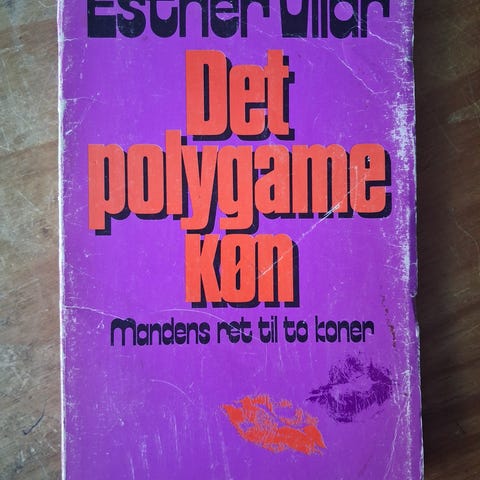 Esther Vilar
Det
polygame
køn
Mandens ret til to koner